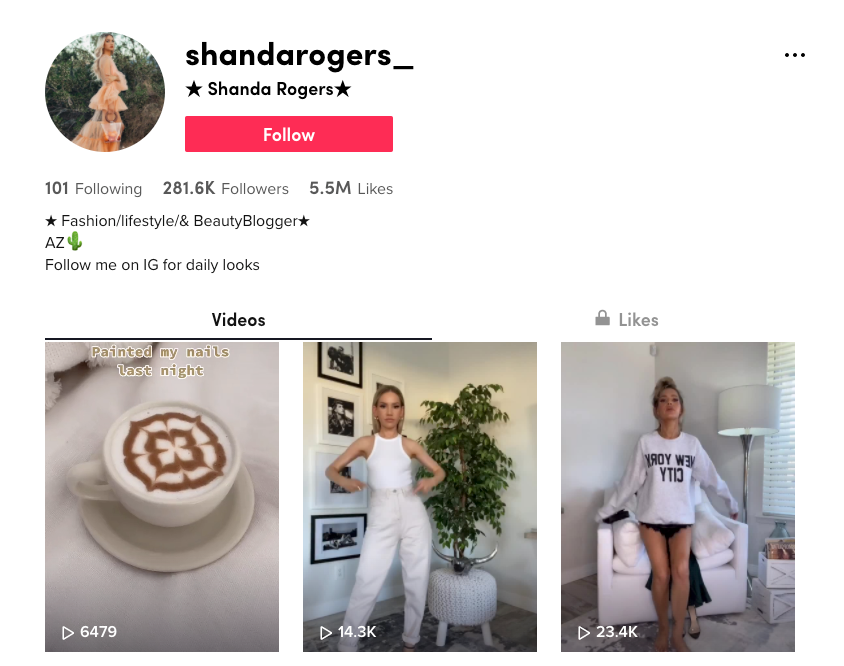 shandarogers_
★ Shanda Rogers★
Follow
101 Following 281.6K Followers 5.5M Likes
★ Fashion/lifestyle/& BeautyBlogger★
AZ🌵
Follow me on IG for daily looks
Videos Likes
Painted my nails
last night
NEW YORK
CITY
6479 14.3K 23.4K